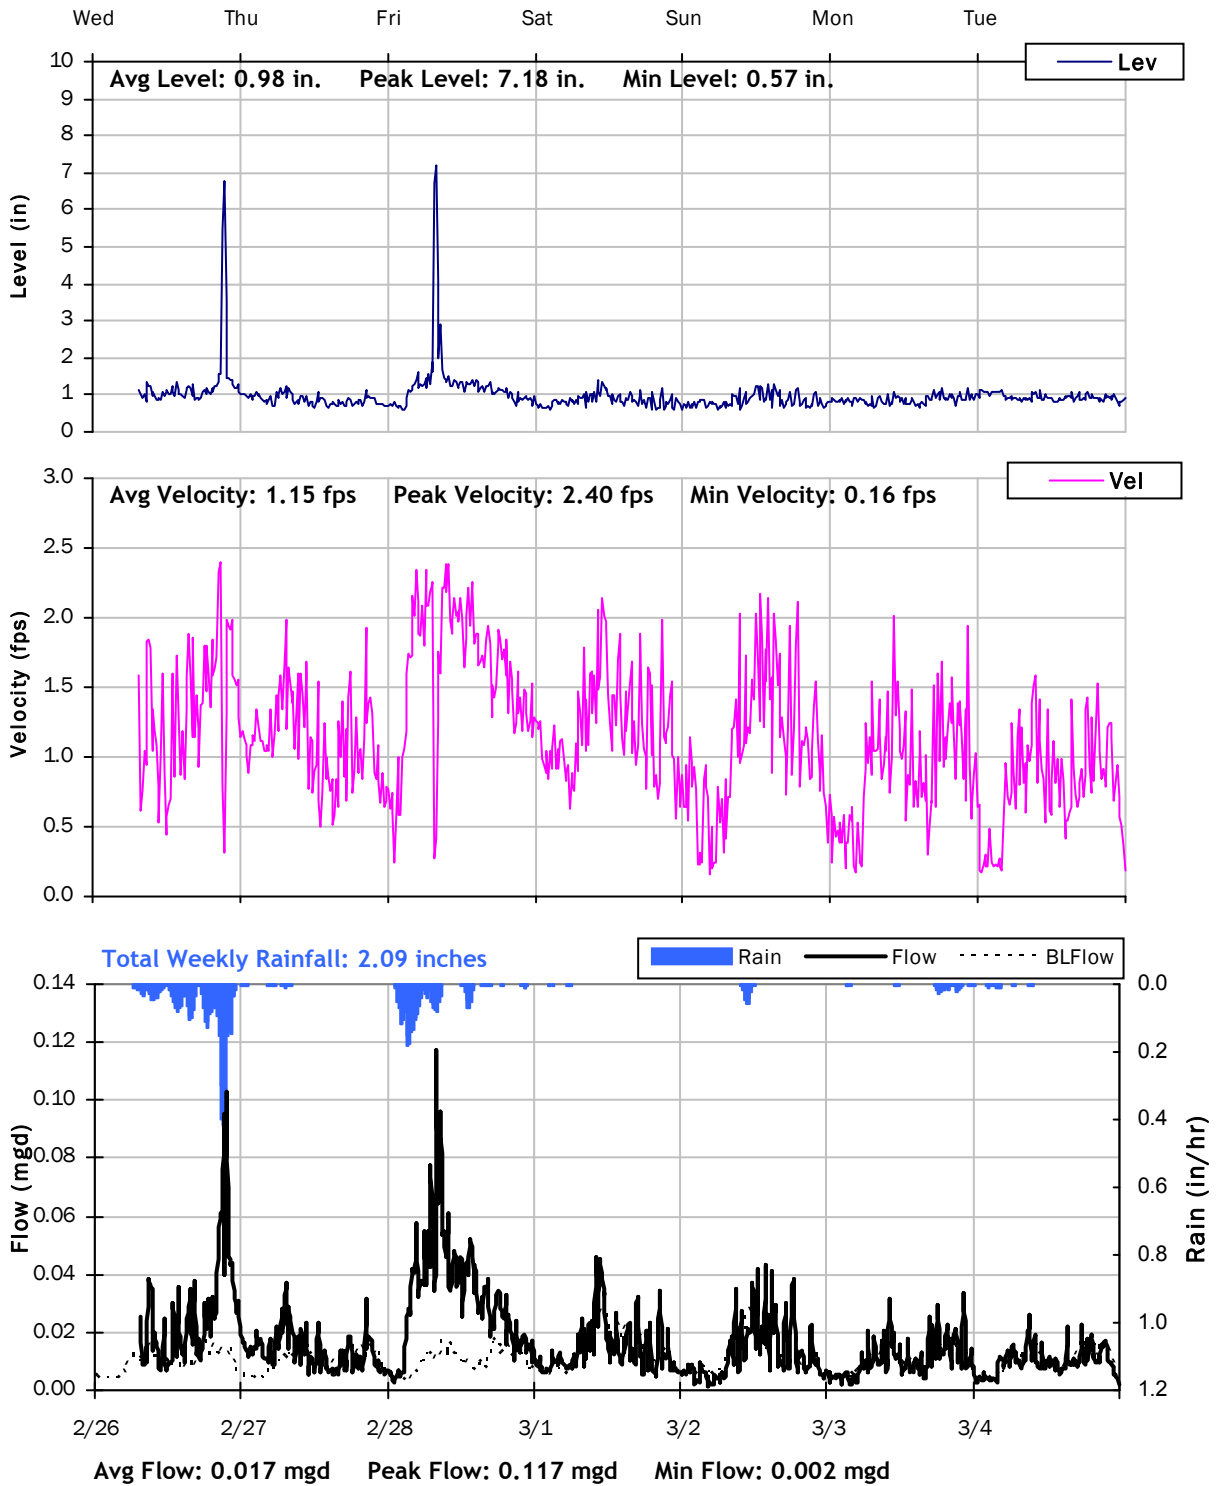 Wed Thu Fri Sat Sun Mon Tue
Lev
Avg Level: 0.98 in. Peak Level: 7.18 in. Min Level: 0.57 in.
10
9
8
7
6
5
4
3
2
1
0
Level (in)
Vel
Avg Velocity: 1.15 fps Peak Velocity: 2.40 fps Min Velocity: 0.16 fps
3.0
2.5
2.0
1.5
1.0
0.5
0.0
Velocity (fps)
Total Weekly Rainfall: 2.09 inches
Rain Flow BLFlow
0.14
0.12
0.10
0.08
0.06
0.04
0.02
0.00
Flow (mgd)
0.0
0.2
0.4
0.6
0.8
1.0
1.2
Rain (in/hr)
2/26 2/27 2/28 3/1 3/2 3/3 3/4
Avg Flow: 0.017 mgd Peak Flow: 0.117 mgd Min Flow: 0.002 mgd